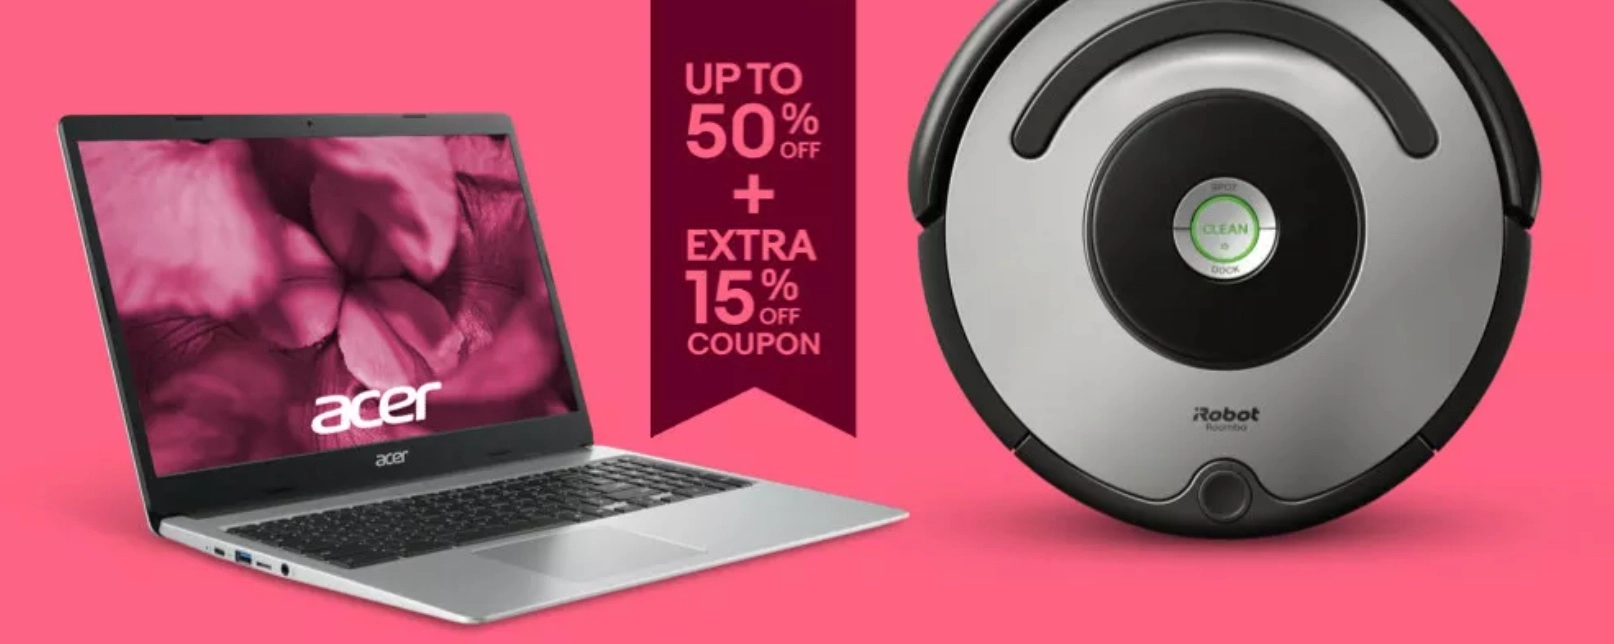 UP TO
50% OFF
+
EXTRA
15% OFF
COUPON
acer
acer
SPOT
CLEAN
DOCK
iRobot
Roomba